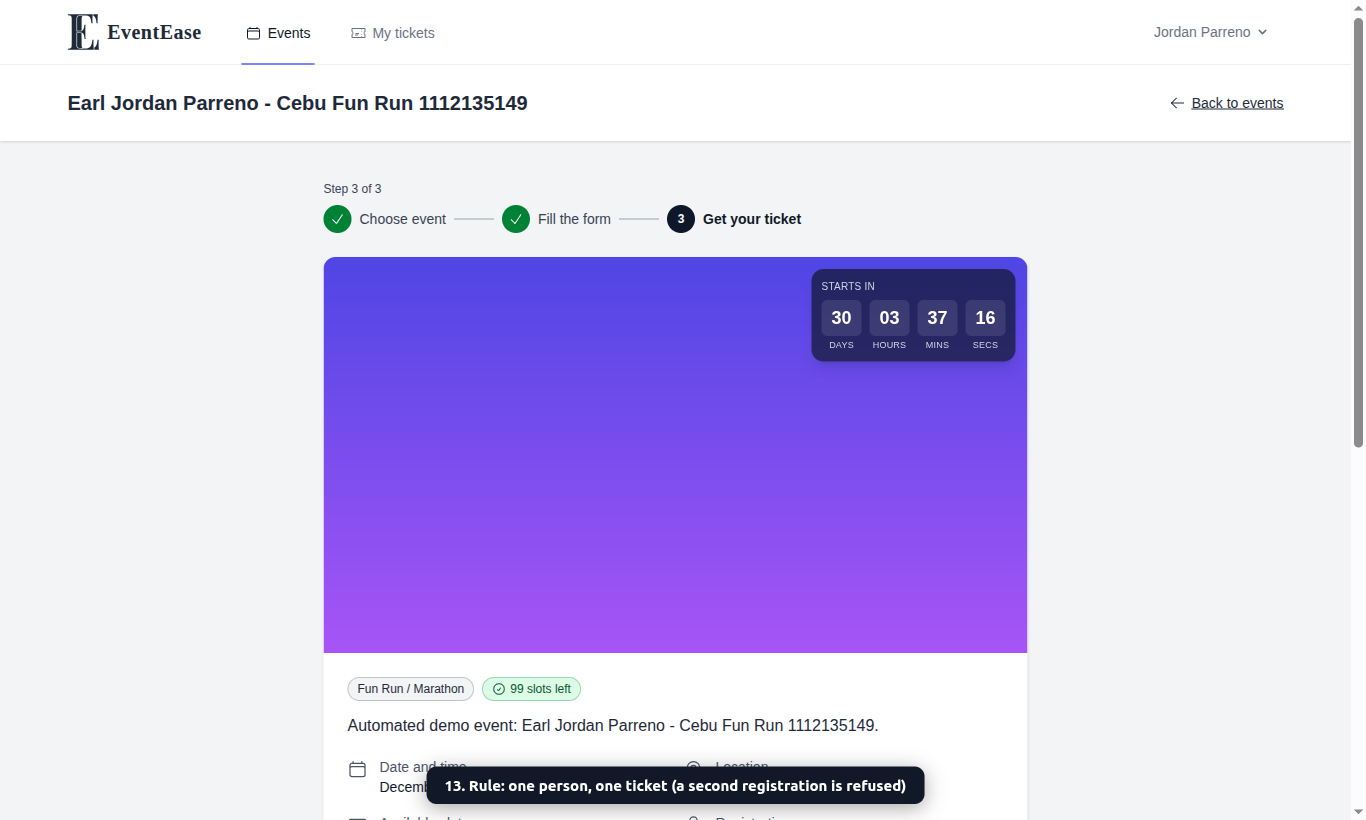 EventEase
Events
My tickets
Jordan Parreno
Earl Jordan Parreno - Cebu Fun Run 1112135149
Back to events
Step 3 of 3
Choose event
Fill the form
3
Get your ticket
STARTS IN
30
03
37
16
DAYS
HOURS
MINS
SECS
Fun Run / Marathon
99 slots left
Automated demo event: Earl Jordan Parreno - Cebu Fun Run 1112135149.
Date and time
Location
13. Rule: one person, one ticket (a second registration is refused)